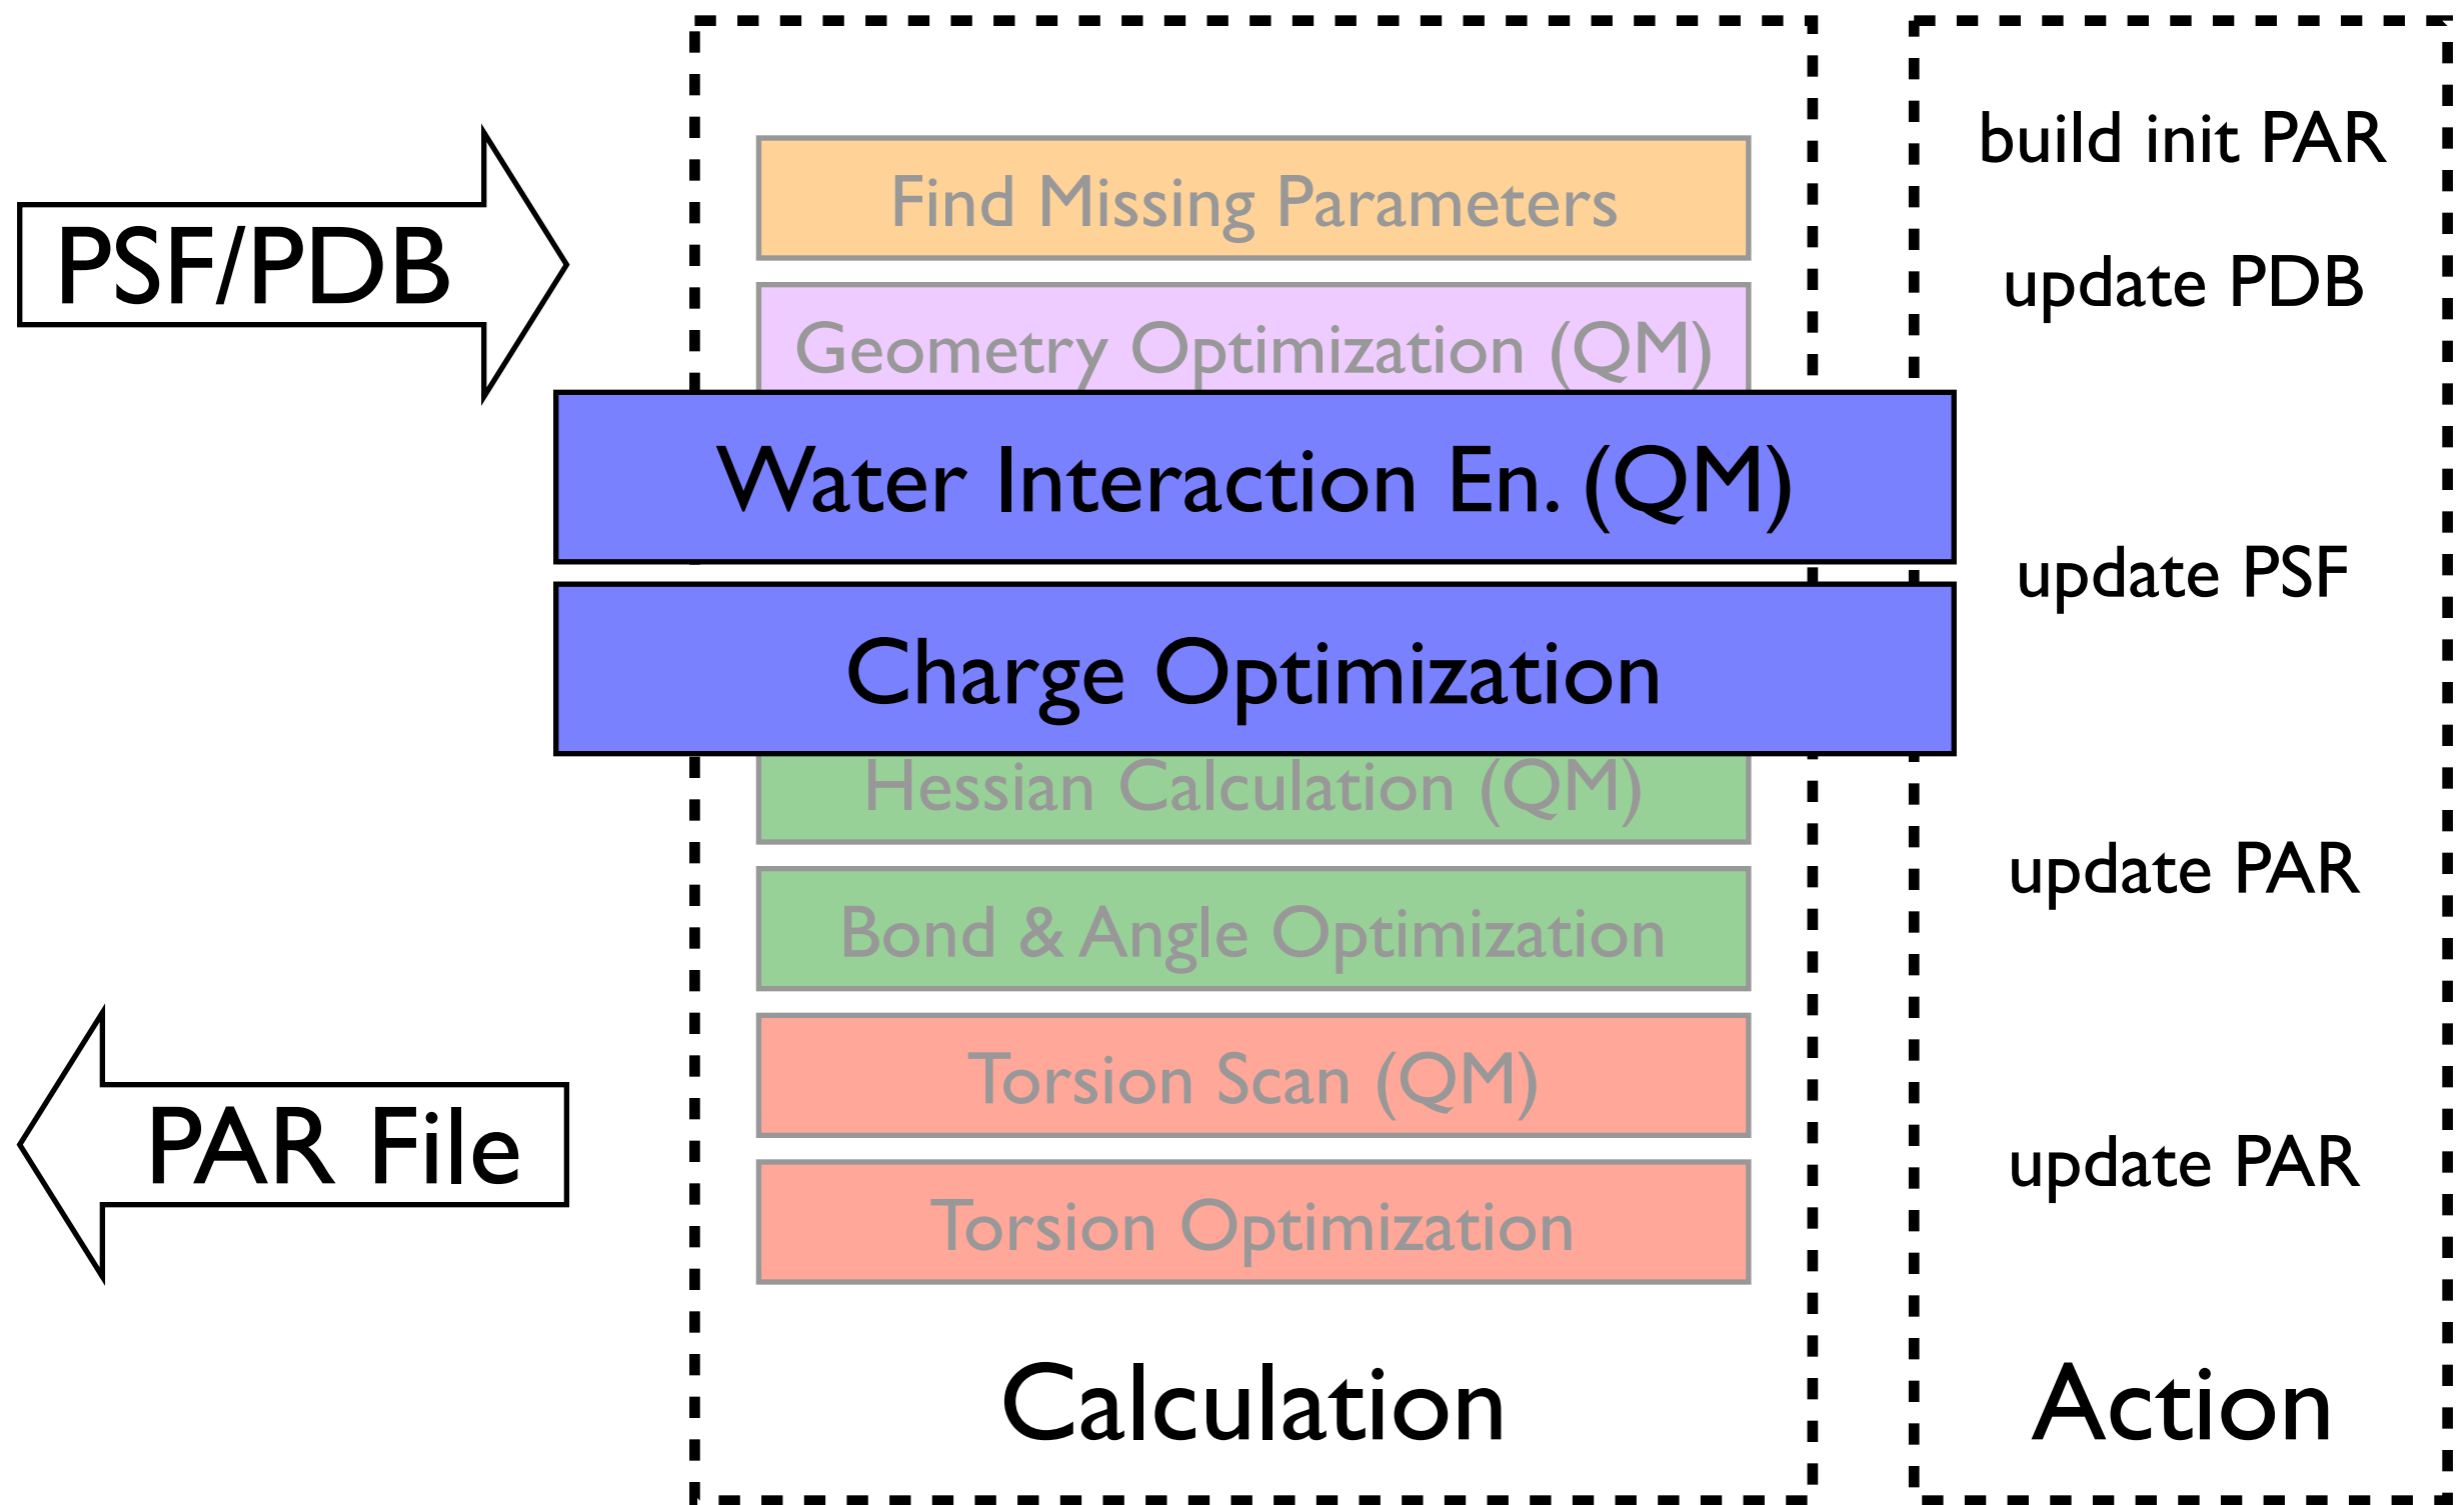 PSF/PDB
PAR File
Find Missing Parameters
Geometry Optimization (QM)
Water Interaction En. (QM)
Charge Optimization
Hessian Calculation (QM)
Bond & Angle Optimization
Torsion Scan (QM)
Torsion Optimization
Calculation
build init PAR
update PDB
update PSF
update PAR
update PAR
Action